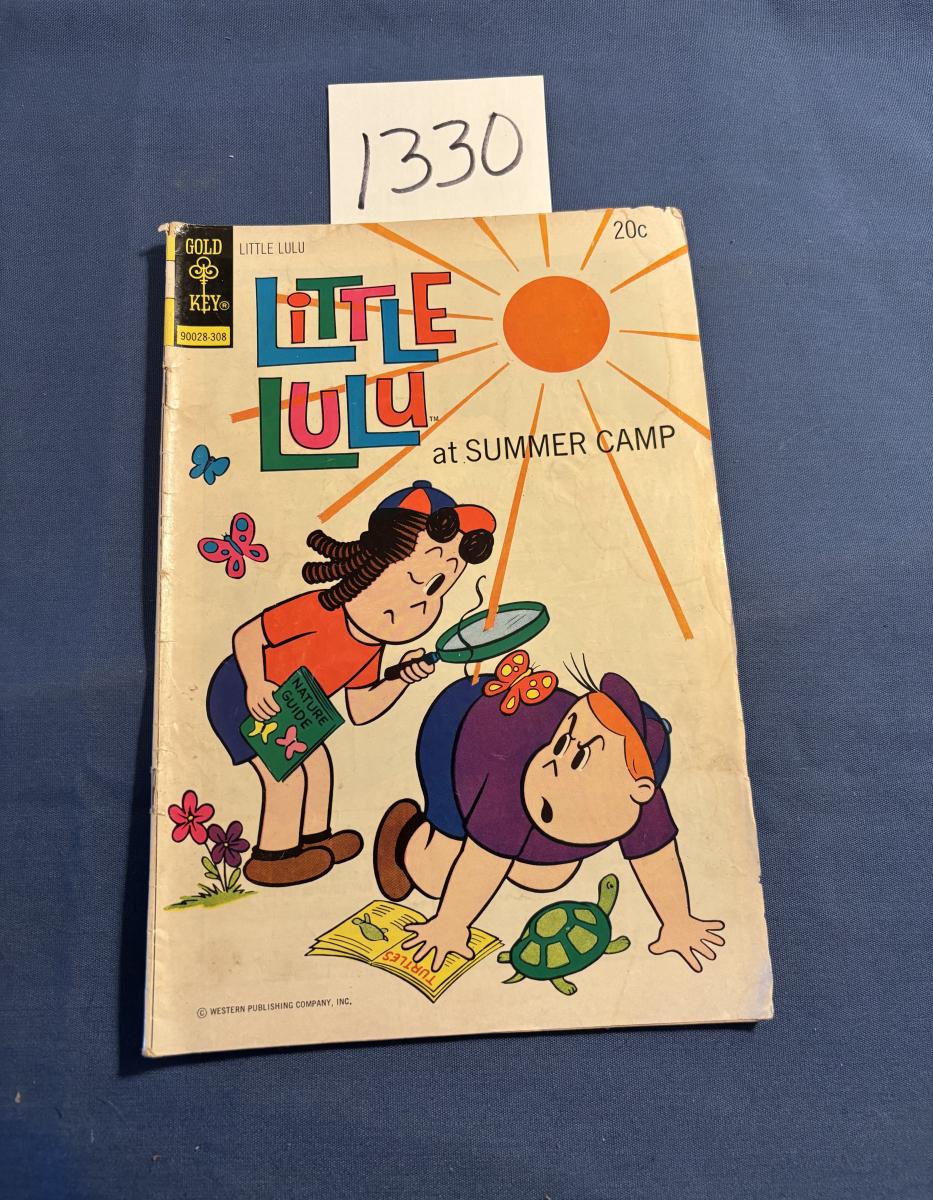 1330
GOLD
KEY®
90028-308
LITTLE LULU
20c
LiTTLE
LULU™
at SUMMER CAMP
NATURE
GUIDE
TURTLES
© WESTERN PUBLISHING COMPANY, INC.